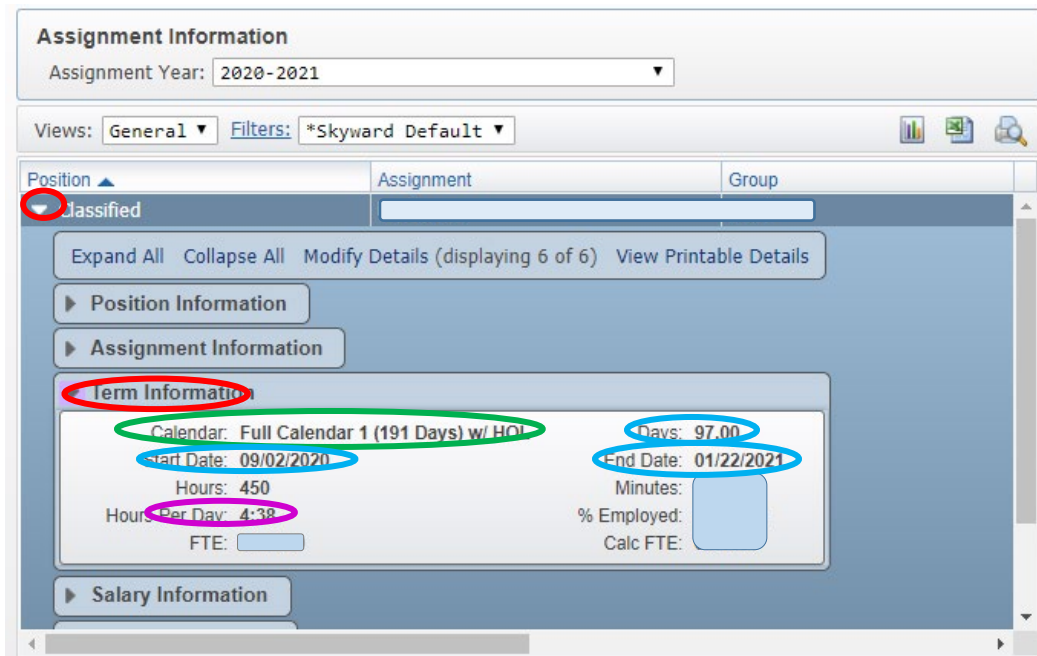 Assignment Information
Assignment Year: 2020-2021
Views: General Filters: *Skyward Default
Position Assignment Group
Classified
Expand All Collapse All Modify Details (displaying 6 of 6) View Printable Details
Position Information
Assignment Information
Term Information
Calendar: Full Calendar 1 (191 Days) w/ HOL Days: 97.00
Start Date: 09/02/2020 End Date: 01/22/2021
Hours: 450 Minutes:
Hours Per Day: 4:38 % Employed:
FTE: Calc FTE:
Salary Information